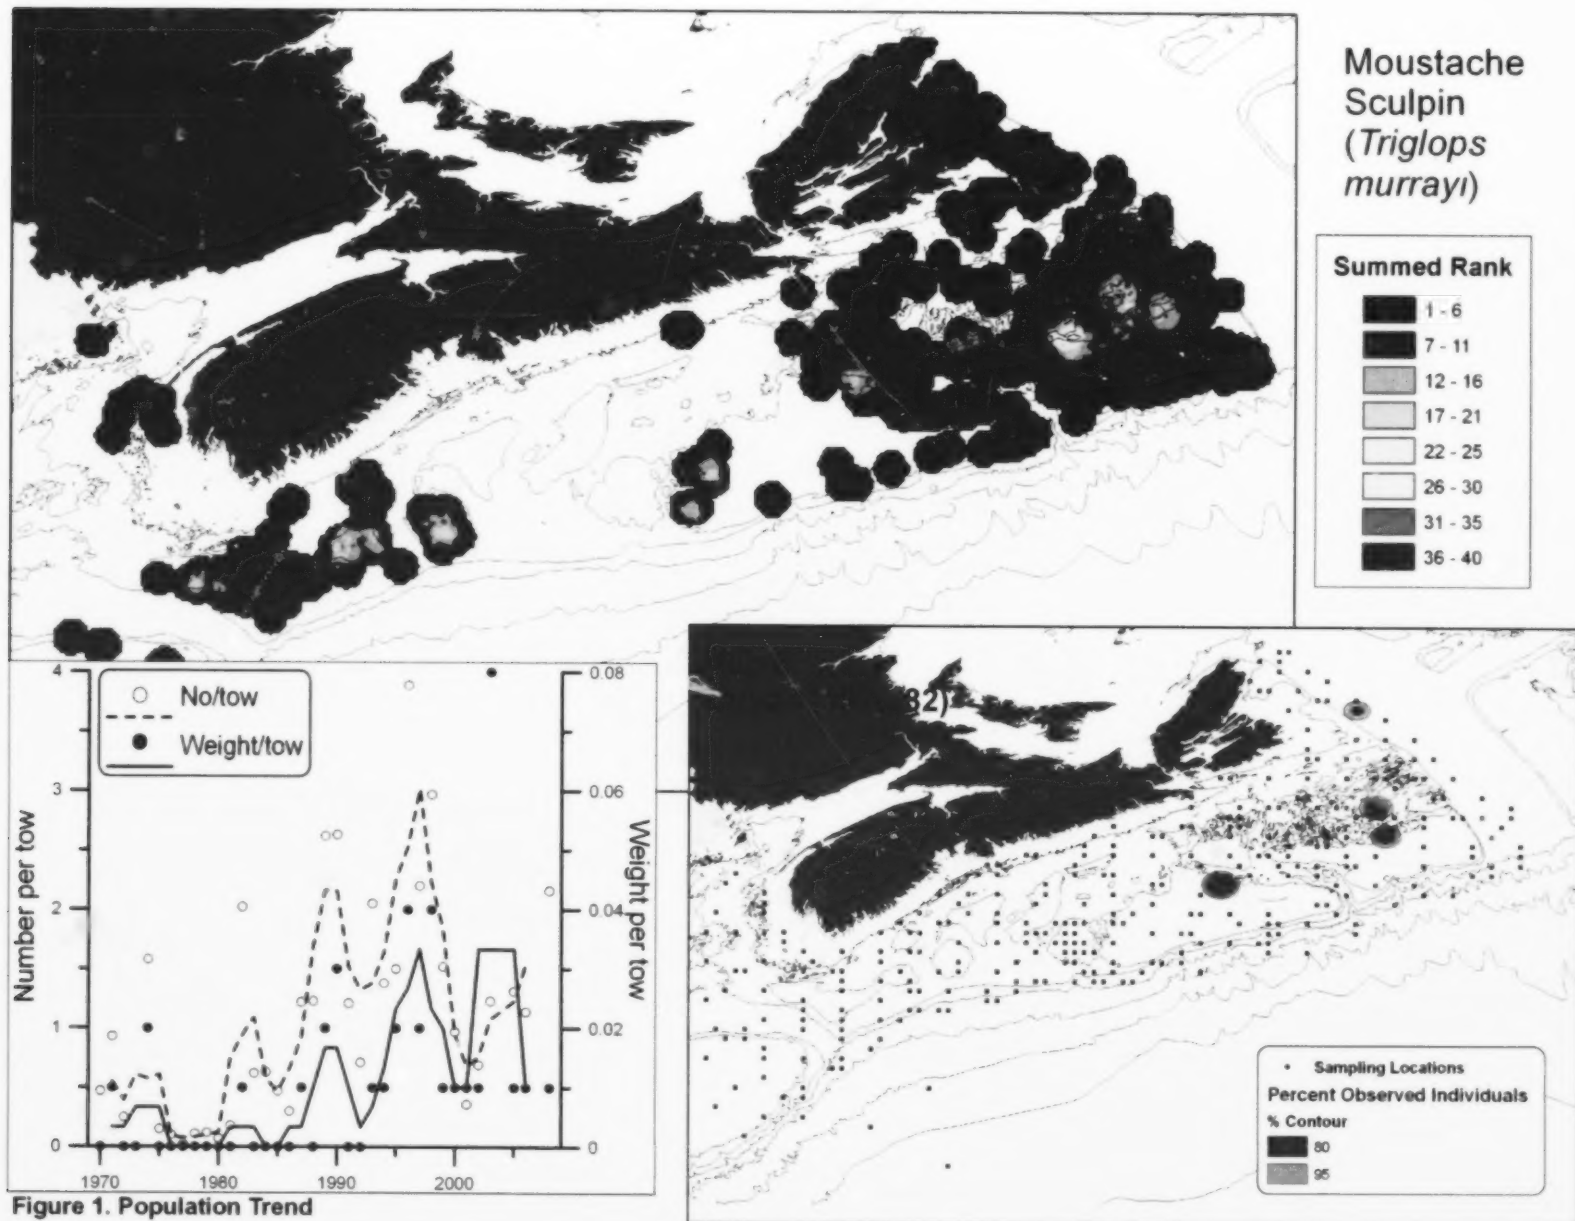 Moustache
Sculpin
(Triglops
murrayi)
Summed Rank
1 - 6
7 - 11
12 - 16
17 - 21
22 - 25
26 - 30
31 - 35
36 - 40
No/tow
Weight/tow
Number per tow
4
3
2
1
0
0.08
0.06
0.04
0.02
0
Weight per tow
1970
1980
1990
2000
Figure 1. Population Trend
82)
Sampling Locations
Percent Observed Individuals
% Contour
80
95